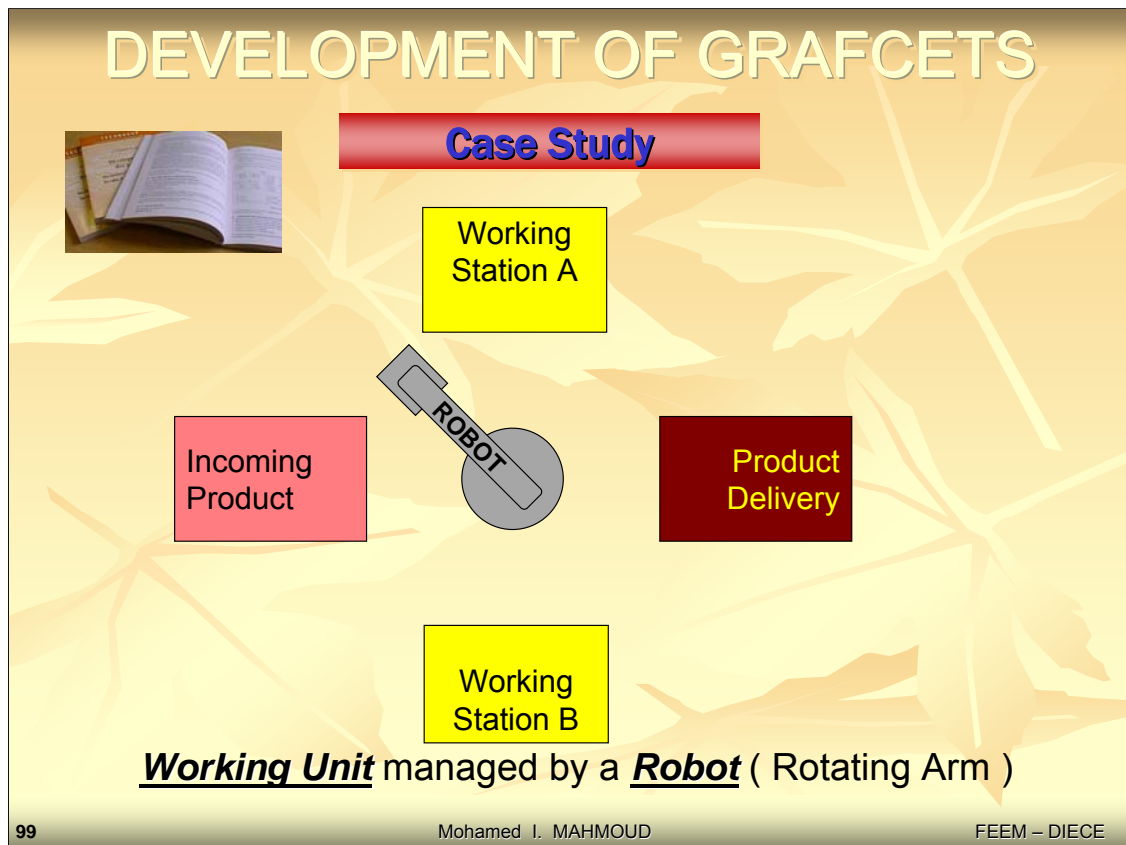 DEVELOPMENT OF GRAFCETS
Case Study
Working
Station A
ROBOT
Incoming
Product
Product
Delivery
Working
Station B
Working Unit managed by a Robot ( Rotating Arm )
99
Mohamed I. MAHMOUD
FEEM – DIECE